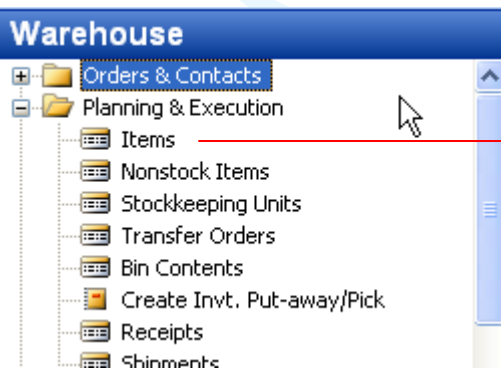 Warehouse
Orders & Contacts
Planning & Execution
Items
Nonstock Items
Stockkeeping Units
Transfer Orders
Bin Contents
Create Invt. Put-away/Pick
Receipts
Shipments